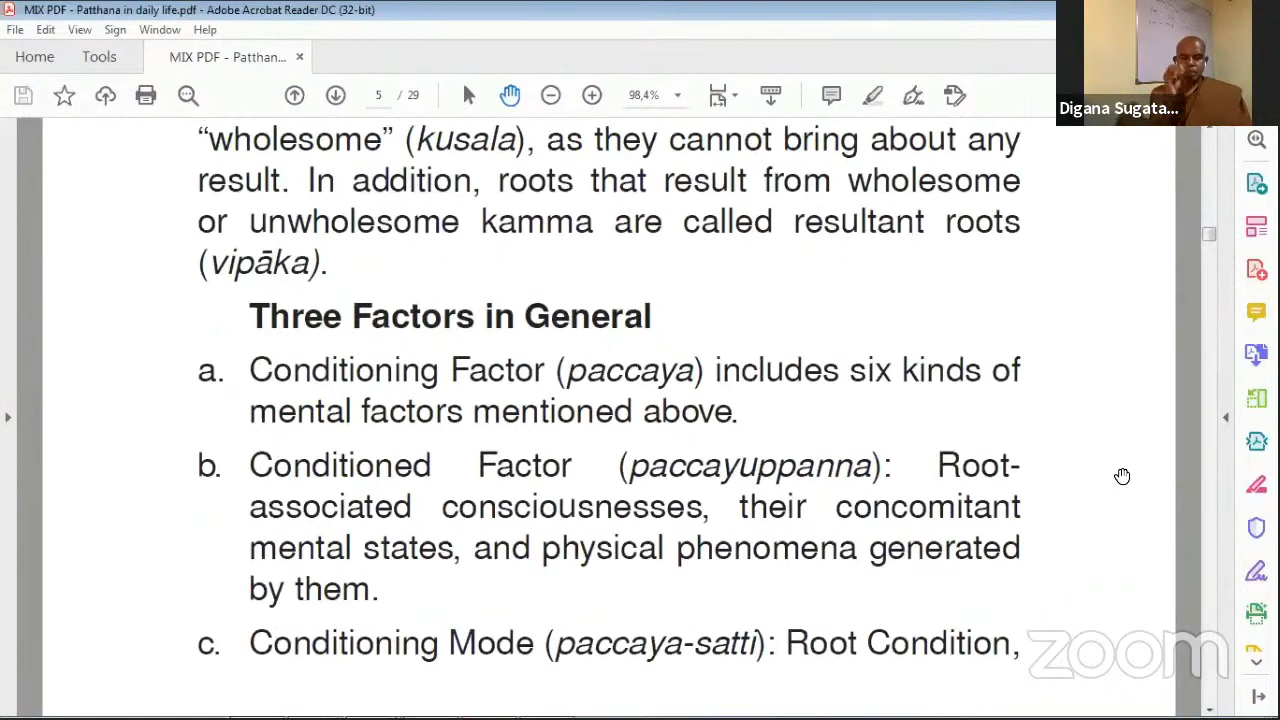 MIX PDF - Patthana in daily life.pdf - Adobe Acrobat Reader DC (32-bit)
File Edit View Sign Window Help
Home Tools MIX PDF - Patthan... ×
5 / 29 98,4%
Digana Sugata...
“wholesome” (kusala), as they cannot bring about any
result. In addition, roots that result from wholesome
or unwholesome kamma are called resultant roots
(vipāka).
Three Factors in General
a. Conditioning Factor (paccaya) includes six kinds of
mental factors mentioned above.
b. Conditioned Factor (paccayuppanna): Root-
associated consciousnesses, their concomitant
mental states, and physical phenomena generated
by them.
c. Conditioning Mode (paccaya-satti): Root Condition,
zoom